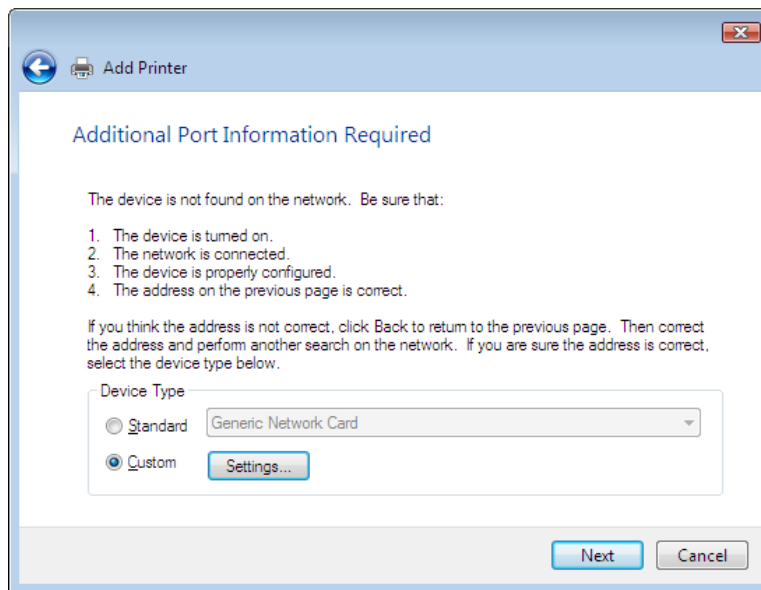 Add Printer
Additional Port Information Required
The device is not found on the network.  Be sure that:
1.  The device is turned on.
2.  The network is connected.
3.  The device is properly configured.
4.  The address on the previous page is correct.
If you think the address is not correct, click Back to return to the previous page.  Then correct
the address and perform another search on the network.  If you are sure the address is correct,
select the device type below.
Device Type
Standard Generic Network Card
Custom Settings...
Next Cancel